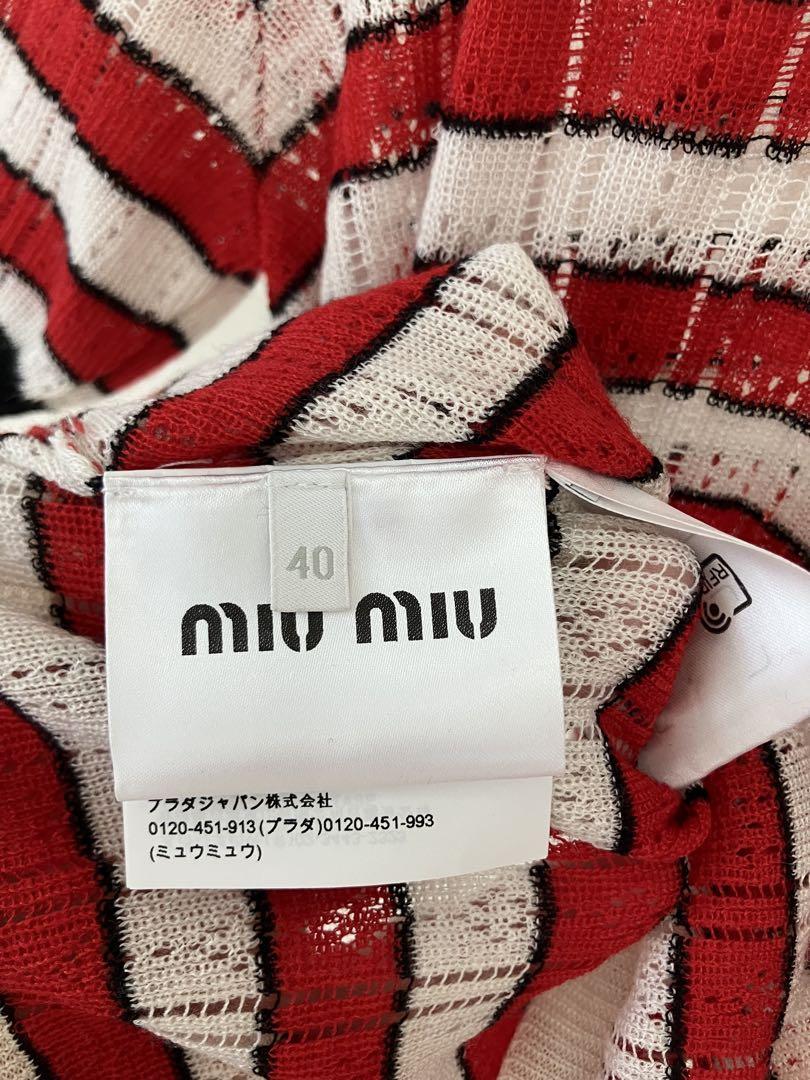 40
miu miu
プラダジャパン株式会社
0120-451-913(プラダ)0120-451-993
(ミュウミュウ)